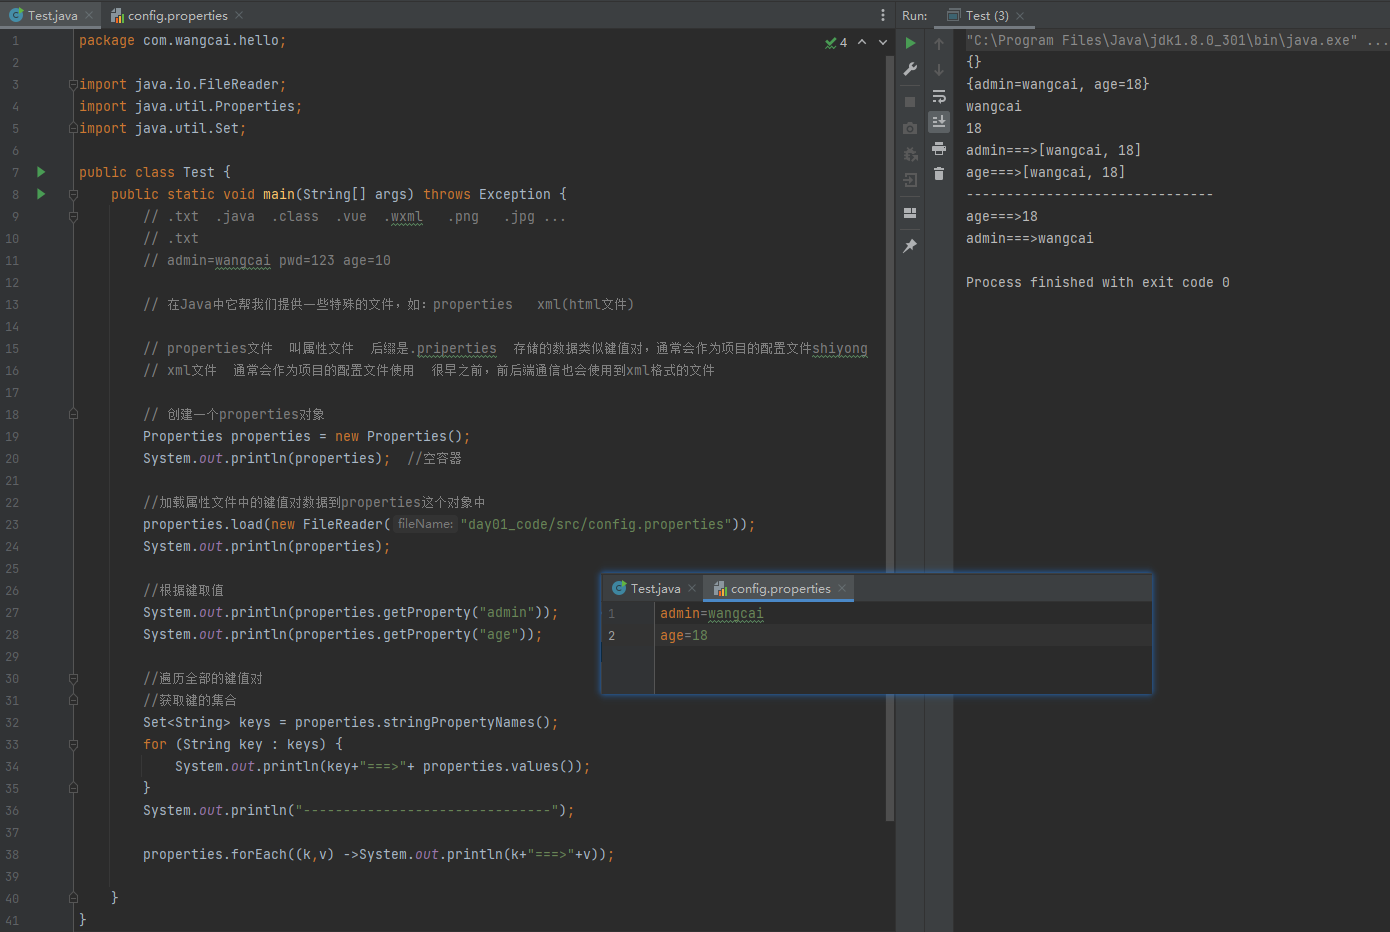 Test.java config.properties
4
1 package com.wangcai.hello;
2
3 import java.io.FileReader;
4 import java.util.Properties;
5 import java.util.Set;
6
7 public class Test {
8 public static void main(String[] args) throws Exception {
9 // .txt .java .class .vue .wxml .png .jpg ...
10 // .txt
11 // admin=wangcai pwd=123 age=10
12
13 // 在Java中它帮我们提供一些特殊的文件,如: properties xml(html文件)
14
15 // properties文件 叫属性文件 后缀是.priperties 存储的数据类似键值对,通常会作为项目的配置文件shiyong
16 // xml文件 通常会作为项目的配置文件使用 很早之前,前后端通信也会使用到xml格式的文件
17
18 // 创建一个properties对象
19 Properties properties = new Properties();
20 System.out.println(properties); //空容器
21
22 //加载属性文件中的键值对数据到properties这个对象中
23 properties.load(new FileReader( fileName: "day01_code/src/config.properties"));
24 System.out.println(properties);
25
26 //根据键取值
27 System.out.println(properties.getProperty("admin"));
28 System.out.println(properties.getProperty("age"));
29
30 //遍历全部的键值对
31 //获取键的集合
32 Set<String> keys = properties.stringPropertyNames();
33 for (String key : keys) {
34 System.out.println(key+"===>"+ properties.values());
35 }
36 System.out.println("-------------------------------");
37
38 properties.forEach((k,v) ->System.out.println(k+"===>"+v));
39
40 }
41 }
Test.java config.properties
1 admin=wangcai
2 age=18
Run: Test (3)
"C:\Program Files\Java\jdk1.8.0_301\bin\java.exe" ...
{}
{admin=wangcai, age=18}
wangcai
18
admin===>[wangcai, 18]
age===>[wangcai, 18]
-------------------------------
age===>18
admin===>wangcai
Process finished with exit code 0